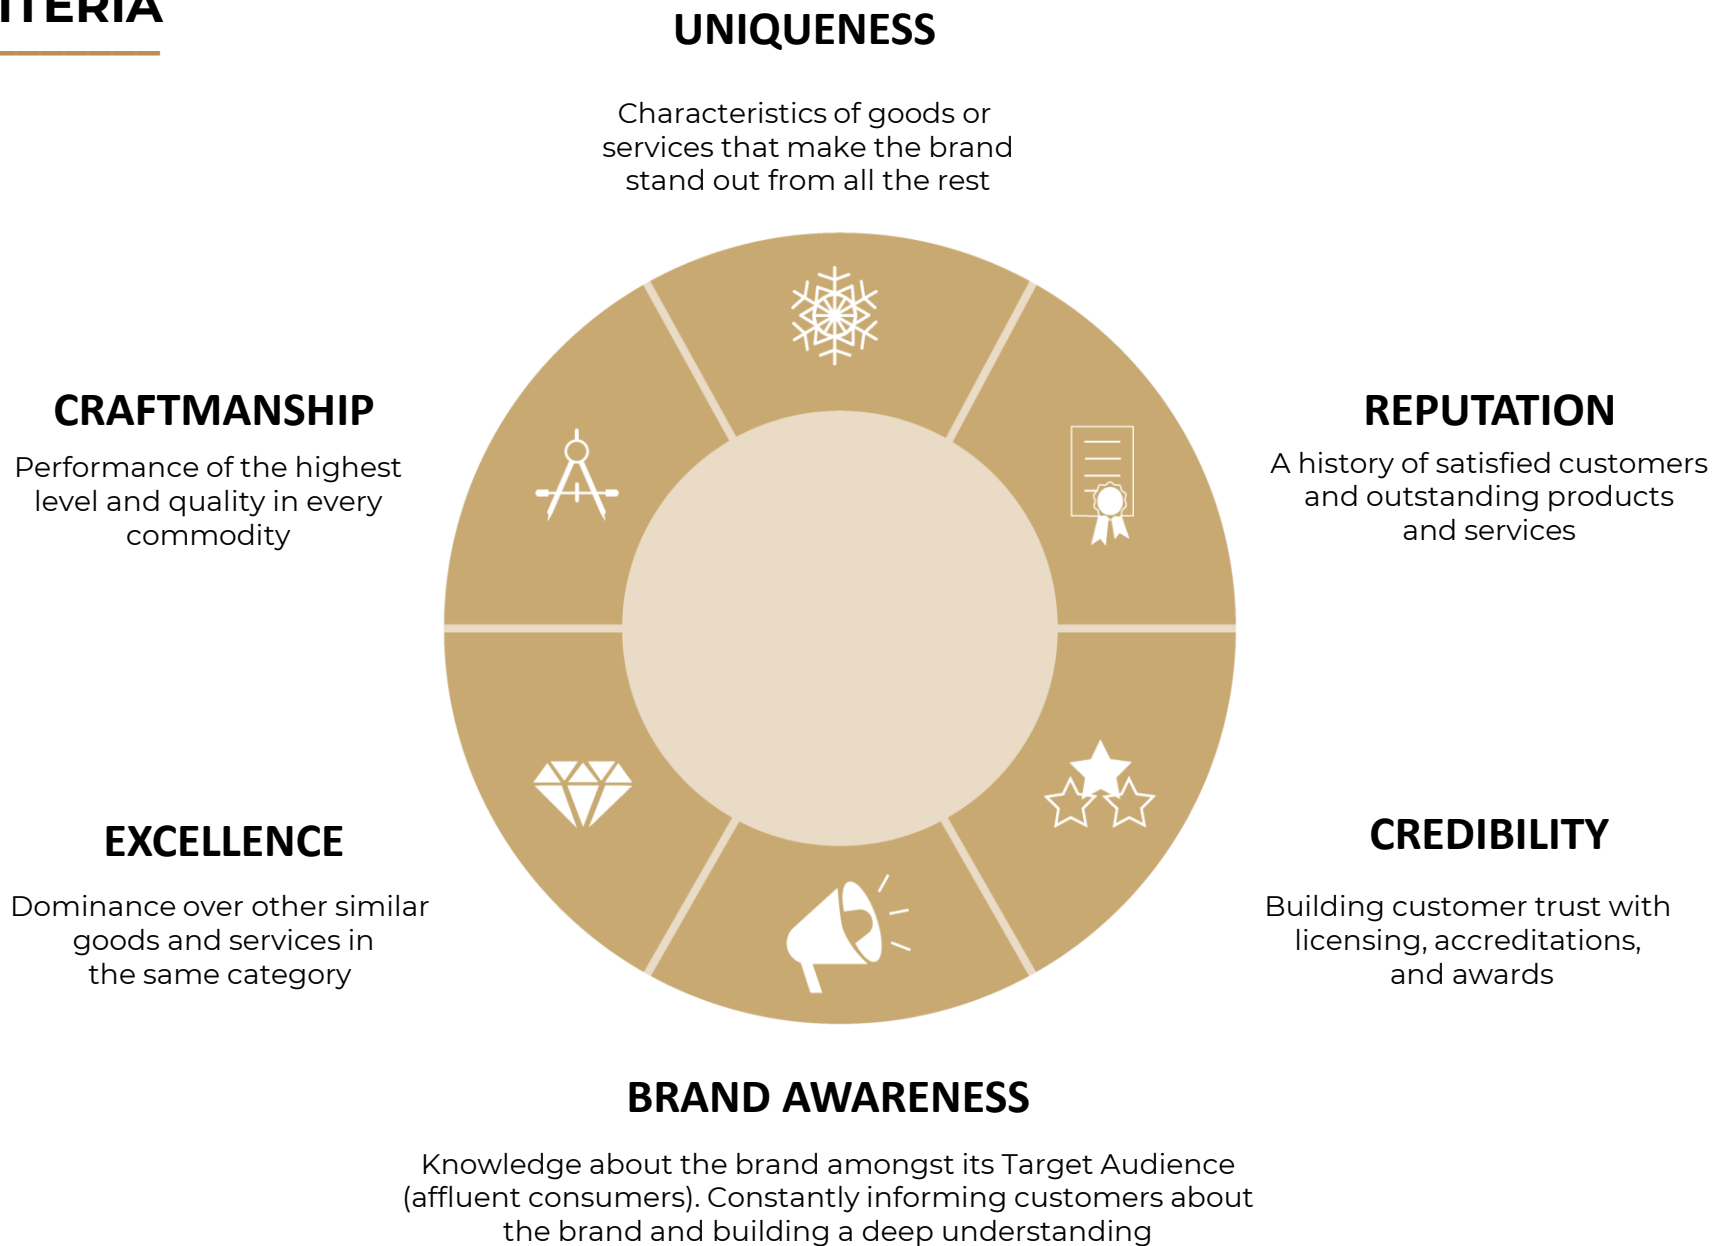 ITERIA
UNIQUENESS
Characteristics of goods or
services that make the brand
stand out from all the rest
CRAFTMANSHIP
Performance of the highest
level and quality in every
commodity
REPUTATION
A history of satisfied customers
and outstanding products
and services
EXCELLENCE
Dominance over other similar
goods and services in
the same category
CREDIBILITY
Building customer trust with
licensing, accreditations,
and awards
BRAND AWARENESS
Knowledge about the brand amongst its Target Audience
(affluent consumers). Constantly informing customers about
the brand and building a deep understanding